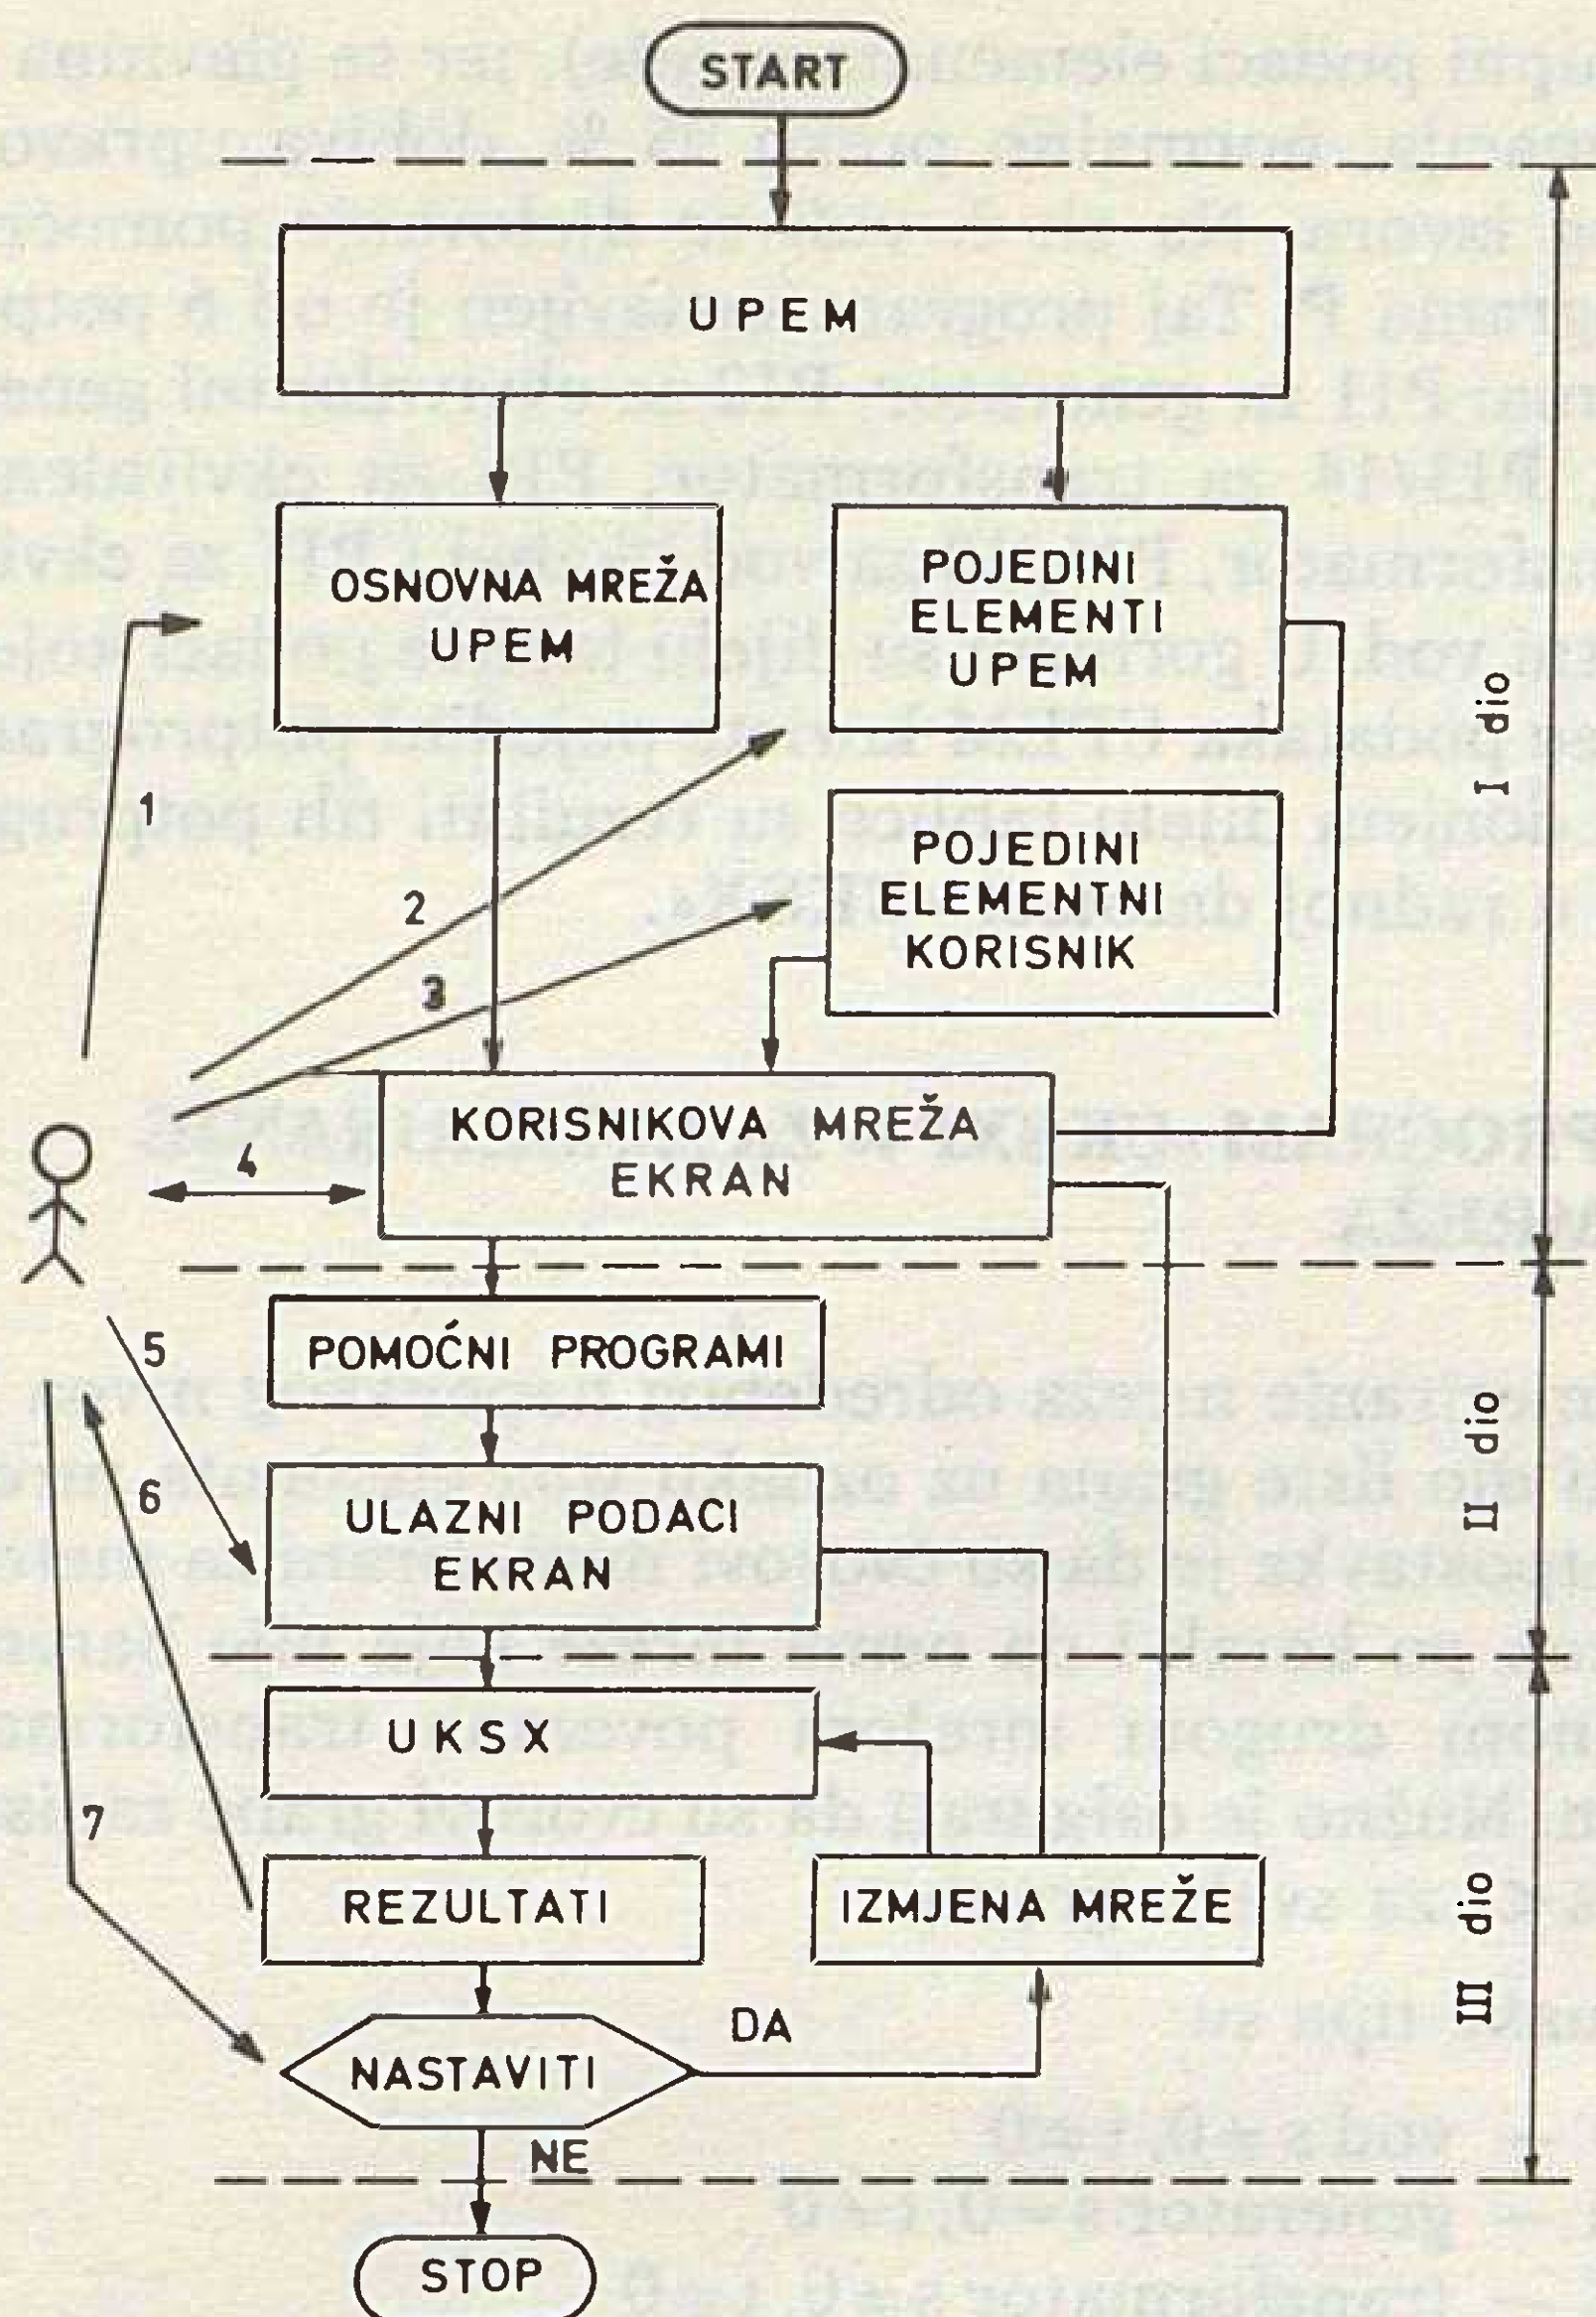 START
UPEM
OSNOVNA MREŽA
UPEM
POJEDINI
ELEMENTI
UPEM
I dio
1
POJEDINI
ELEMENTNI
KORISNIK
2
3
KORISNIKOVA MREŽA
EKRAN
4
POMOĆNI PROGRAMI
5
II dio
ULAZNI PODACI
EKRAN
6
UKSX
7
REZULTATI
IZMJENA MREŽE
III dio
DA
NASTAVITI
NE
STOP